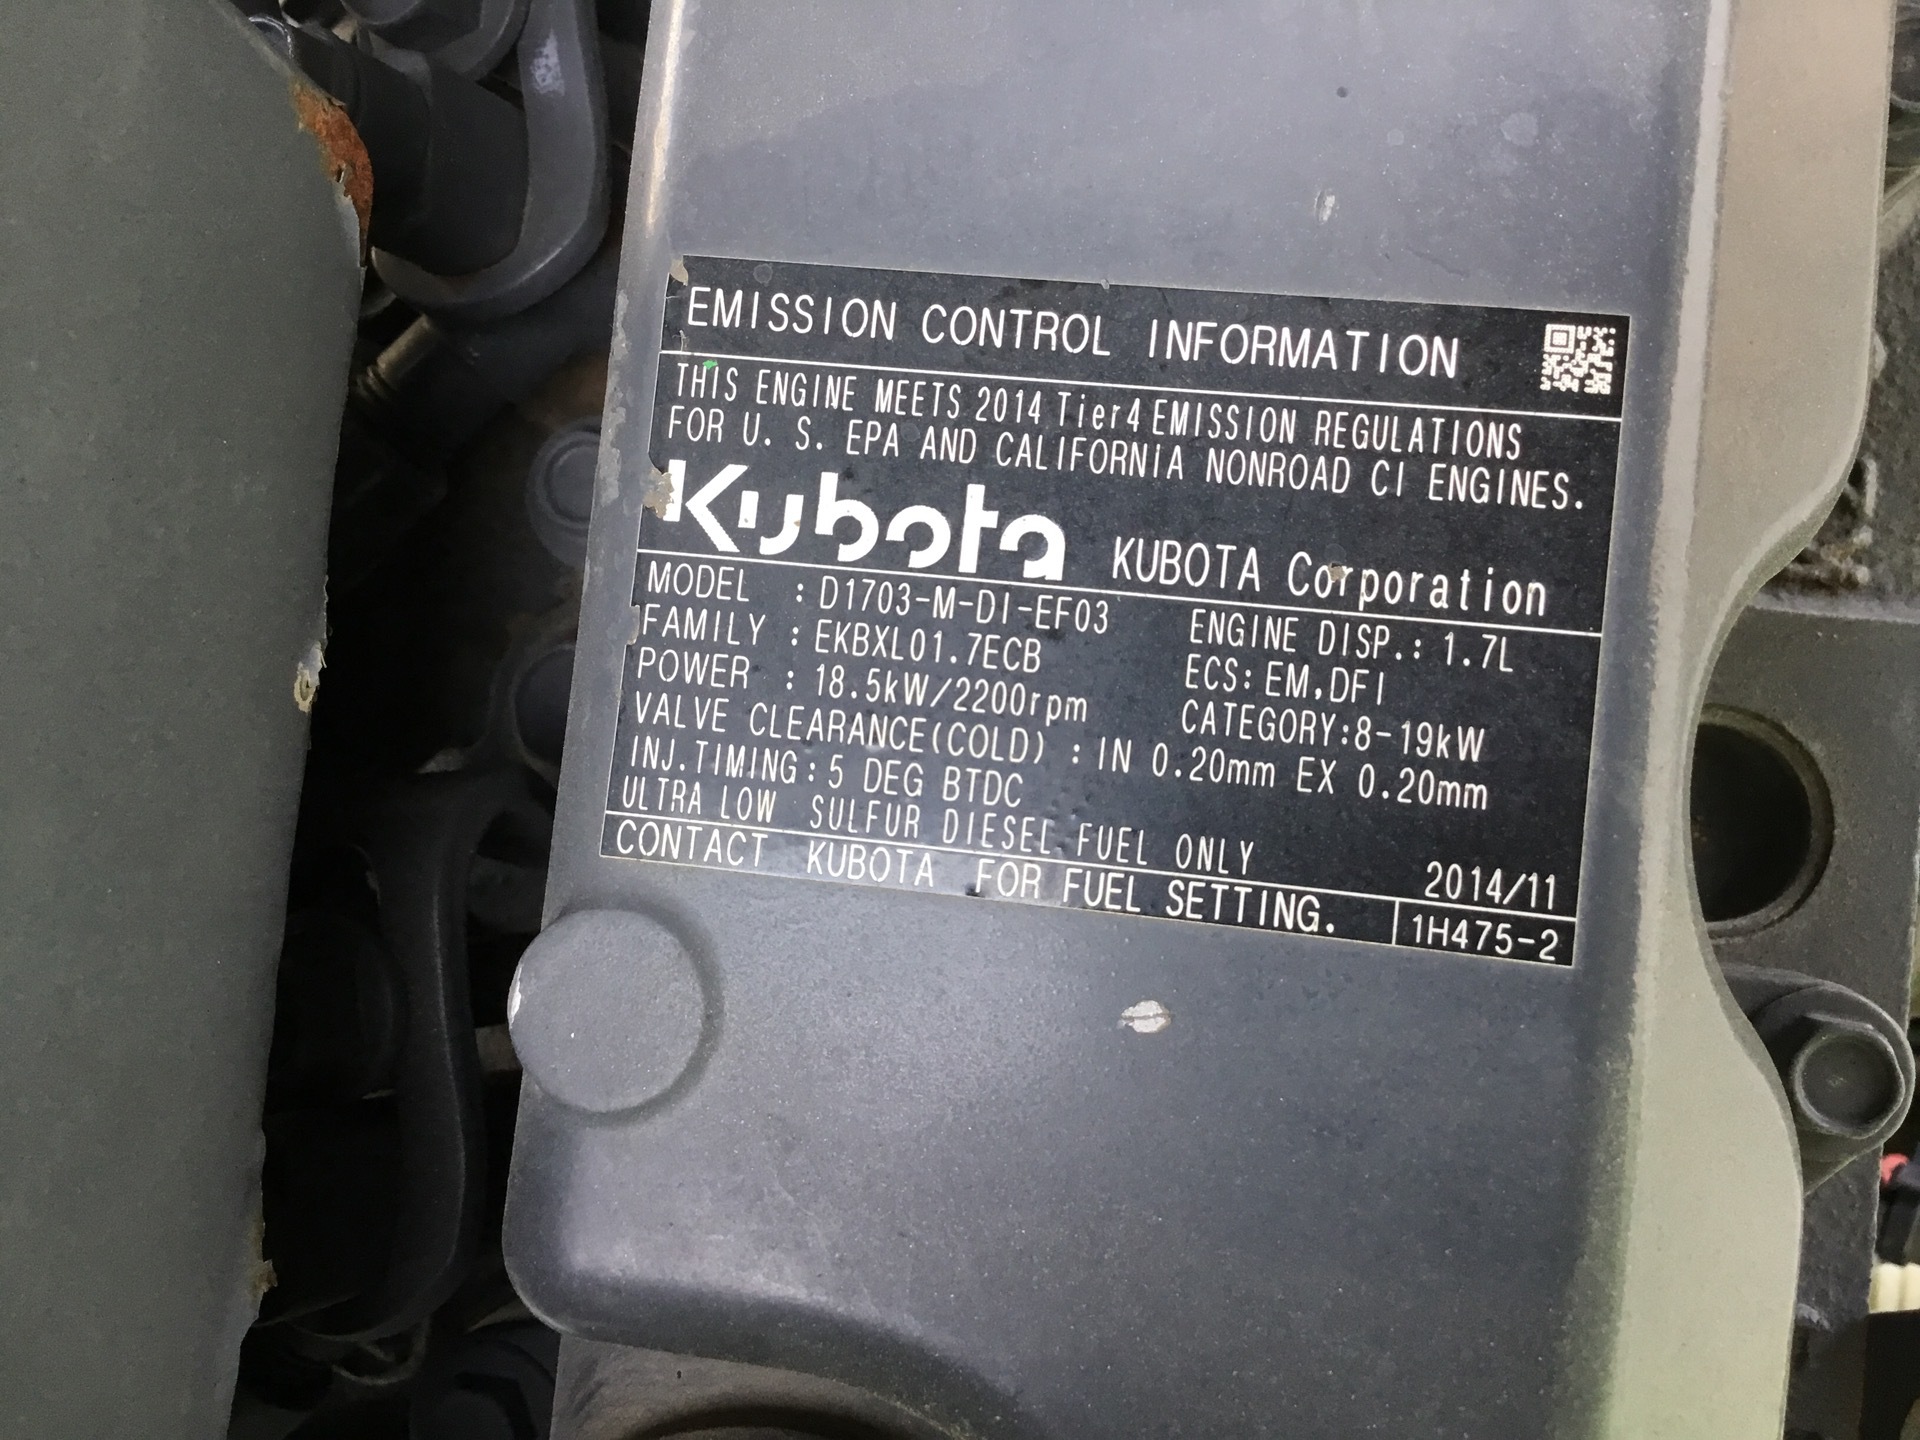 EMISSION CONTROL INFORMATION
THIS ENGINE MEETS 2014 Tier4 EMISSION REGULATIONS
FOR U. S. EPA AND CALIFORNIA NONROAD CI ENGINES.
Kubota KUBOTA Corporation
MODEL : D1703-M-DI-EF03 ENGINE DISP.: 1.7L
FAMILY : EKBXL01.7ECB ECS: EM,DFI
POWER : 18.5kW/2200rpm CATEGORY:8-19kW
VALVE CLEARANCE(COLD) : IN 0.20mm EX 0.20mm
INJ.TIMING:5 DEG BTDC
ULTRA LOW SULFUR DIESEL FUEL ONLY 2014/11
CONTACT KUBOTA FOR FUEL SETTING. 1H475-2